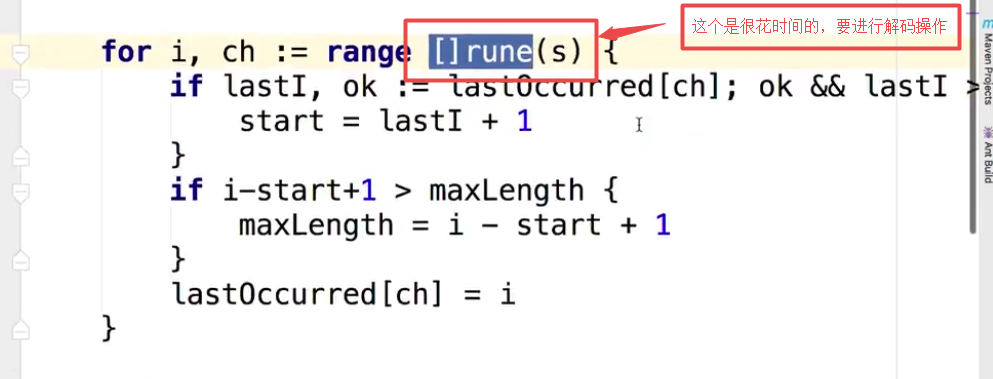 这个是很花时间的，要进行解码操作
for i, ch := range []rune(s) {
if lastI, ok := lastOccurred[ch]; ok && lastI >
start = lastI + 1
}
if i-start+1 > maxLength {
maxLength = i - start + 1
}
lastOccurred[ch] = i
}
Maven Projects
Ant Build